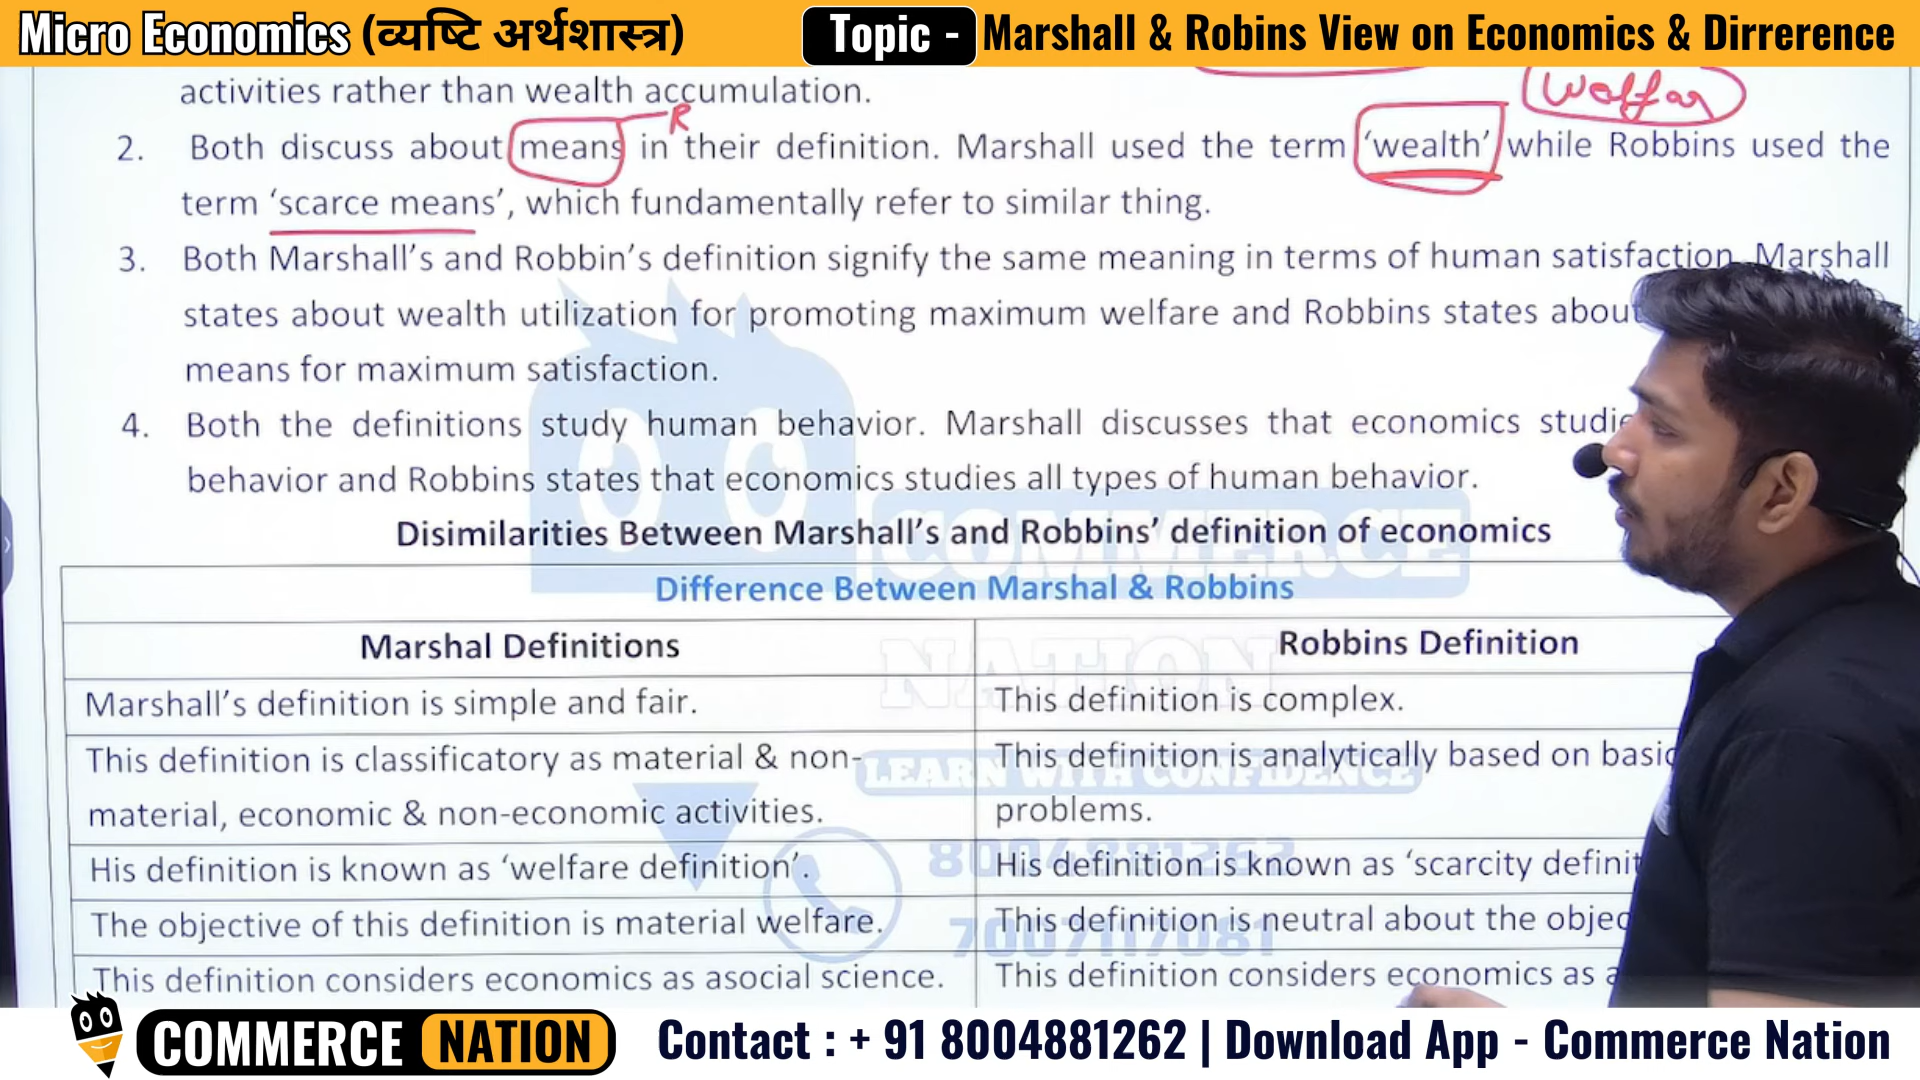 Micro Economics (व्यष्टि अर्थशास्त्र)
Topic - Marshall & Robins View on Economics & Dirrerence
activities rather than wealth accumulation.
R
2. Both discuss about means in their definition. Marshall used the term ‘wealth’ while Robbins used the
term ‘scarce means’, which fundamentally refer to similar thing.
3. Both Marshall’s and Robbin’s definition signify the same meaning in terms of human satisfaction. Marshall
states about wealth utilization for promoting maximum welfare and Robbins states about
means for maximum satisfaction.
4. Both the definitions study human behavior. Marshall discusses that economics
behavior and Robbins states that economics studies all types of human behavior.
Disimilarities Between Marshall’s and Robbins’ definition of economics
Difference Between Marshal & Robbins
Marshal Definitions
Robbins Definition
Marshall’s definition is simple and fair.
This definition is complex.
This definition is classificatory as material & non-
material, economic & non-economic activities.
This definition is analytically based on basic
problems.
His definition is known as ‘welfare definition’.
His definition is known as ‘scarcity
The objective of this definition is material welfare.
This definition is neutral about the
This definition considers economics as asocial science.
This definition considers economics as a
COMMERCE
NATION
LEARN WITH CONFIDENCE
7007117081
COMMERCE NATION
Contact : + 91 8004881262 | Download App - Commerce Nation